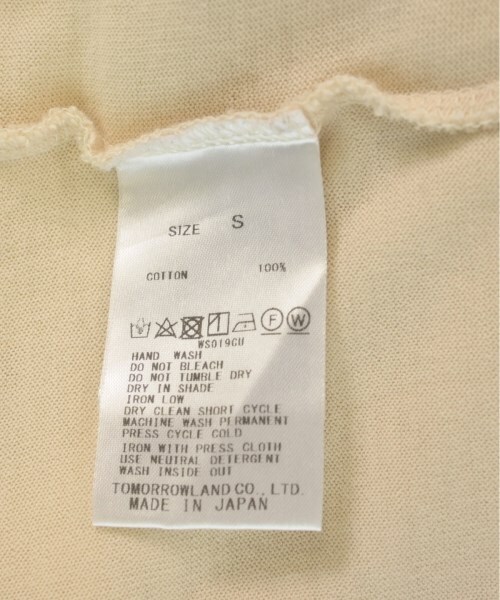 SIZE S
COTTON 100%
F W
WS019GU
HAND WASH
DO NOT BLEACH
DO NOT TUMBLE DRY
DRY IN SHADE
IRON LOW
DRY CLEAN SHORT CYCLE
MACHINE WASH PERMANENT
PRESS CYCLE COLD
IRON WITH PRESS CLOTH
USE NEUTRAL DETERGENT
WASH INSIDE OUT
TOMORROWLAND CO., LTD.
MADE IN JAPAN